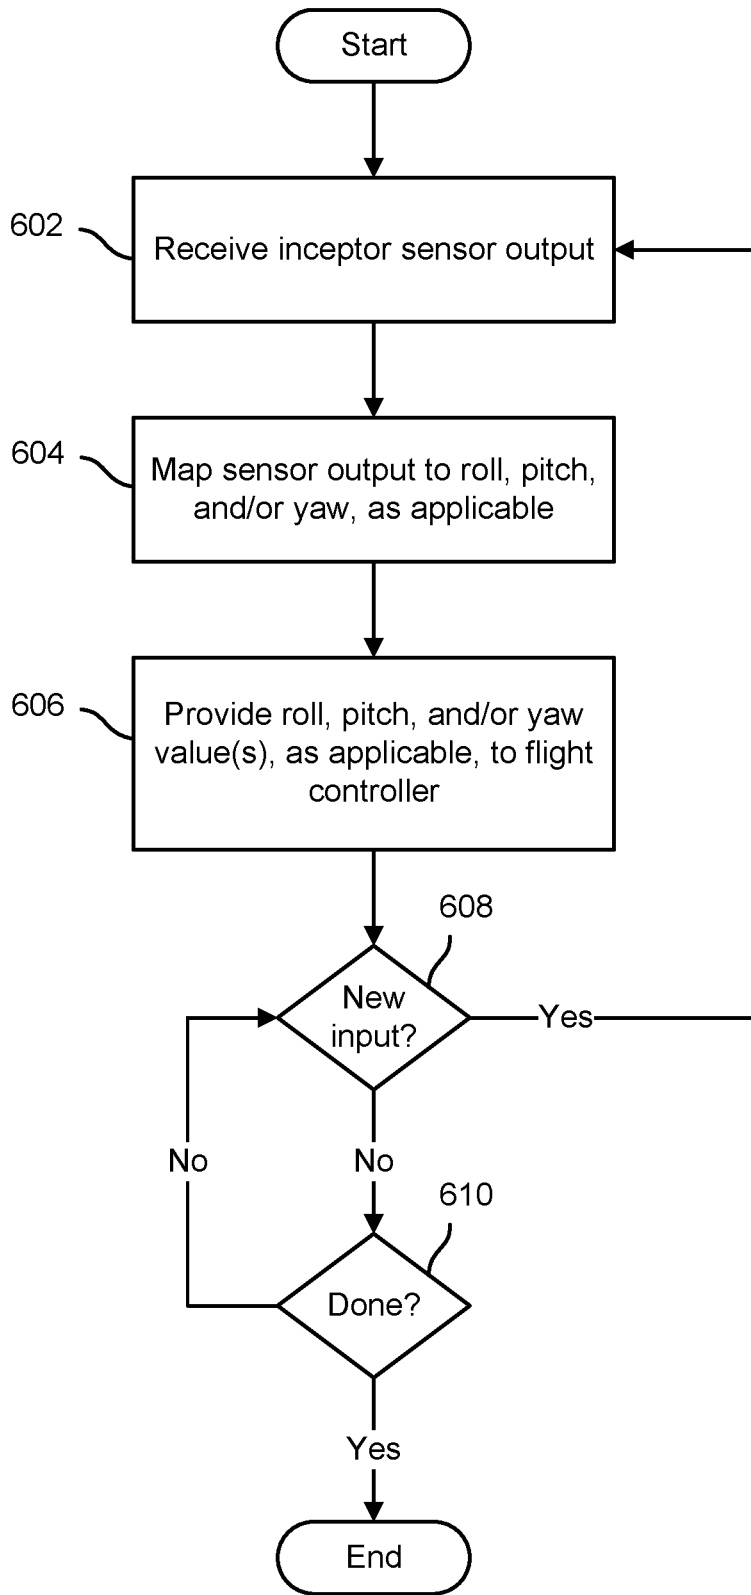 Start
602
Receive inceptor sensor output
604
Map sensor output to roll, pitch,
and/or yaw, as applicable
606
Provide roll, pitch, and/or yaw
value(s), as applicable, to flight
controller
608
New
input?
Yes
No
No
610
Done?
Yes
End